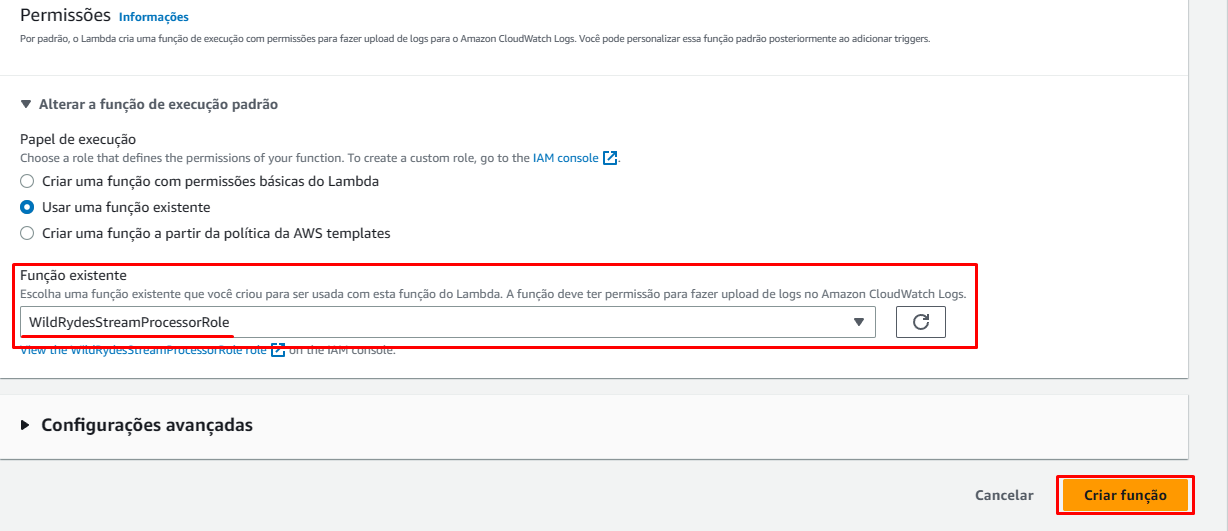 Permissões Informações
Por padrão, o Lambda cria uma função de execução com permissões para fazer upload de logs para o Amazon CloudWatch Logs. Você pode personalizar essa função padrão posteriormente ao adicionar triggers.
Alterar a função de execução padrão
Papel de execução
Choose a role that defines the permissions of your function. To create a custom role, go to the IAM console.
Criar uma função com permissões básicas do Lambda
Usar uma função existente
Criar uma função a partir da política da AWS templates
Função existente
Escolha uma função existente que você criou para ser usada com esta função do Lambda. A função deve ter permissão para fazer upload de logs no Amazon CloudWatch Logs.
WildRydesStreamProcessorRole
View the WildRydesStreamProcessorRole role on the IAM console.
Configurações avançadas
Cancelar Criar função